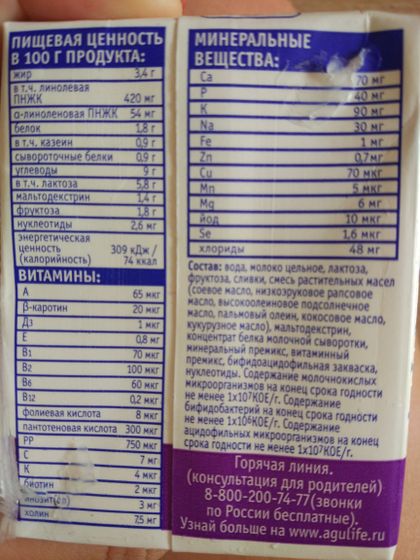 ПИЩЕВАЯ ЦЕННОСТЬ
В 100 Г ПРОДУКТА:
жир 3,4 г
в т.ч. линолевая
ПНЖК 420 мг
α-линоленовая ПНЖК 54 мг
белок 1,8 г
в т.ч. казеин 0,9 г
сывороточные белки 0,9 г
углеводы 9 г
в т.ч. лактоза 5,8 г
мальтодекстрин 1,4 г
фруктоза 1,8 г
нуклеотиды 2,6 мг
энергетическая
ценность 309 кДж /
(калорийность) 74 ккал
ВИТАМИНЫ:
А 65 мкг
β-каротин 20 мкг
Д3 1 мкг
Е 0,8 мг
В1 70 мкг
В2 100 мкг
В6 60 мкг
В12 0,2 мкг
фолиевая кислота 8 мкг
пантотеновая кислота 300 мкг
РР 750 мкг
С 7 мг
К 4 мкг
биотин 2 мкг
инозит(ол) 3 мг
холин 7,5 мг
МИНЕРАЛЬНЫЕ
ВЕЩЕСТВА:
Ca 70 мг
P 40 мг
K 90 мг
Na 30 мг
Fe 1 мг
Zn 0,7 мг
Cu 70 мкг
Mn 5 мкг
Mg 6 мг
йод 10 мкг
Se 1,6 мкг
хлориды 48 мг
Состав: вода, молоко цельное, лактоза,
фруктоза, сливки, смесь растительных масел
(соевое масло, низкоэруковое рапсовое
масло, высокоолеиновое подсолнечное
масло, пальмовый олеин, кокосовое масло,
кукурузное масло), мальтодекстрин,
концентрат белка молочной сыворотки,
минеральный премикс, витаминный
премикс, бифидоацидофильная закваска,
нуклеотиды. Содержание молочнокислых
микроорганизмов на конец срока годности
не менее 1х10⁷КОЕ/г. Содержание
бифидобактерий на конец срока годности
не менее 1х10⁶КОЕ/г. Содержание
ацидофильных микроорганизмов на конец
срока годности не менее 1х10⁷КОЕ/г.
Горячая линия.
(консультация для родителей)
8-800-200-74-77(звонки
по России бесплатные).
Узнай больше на www.agulife.ru